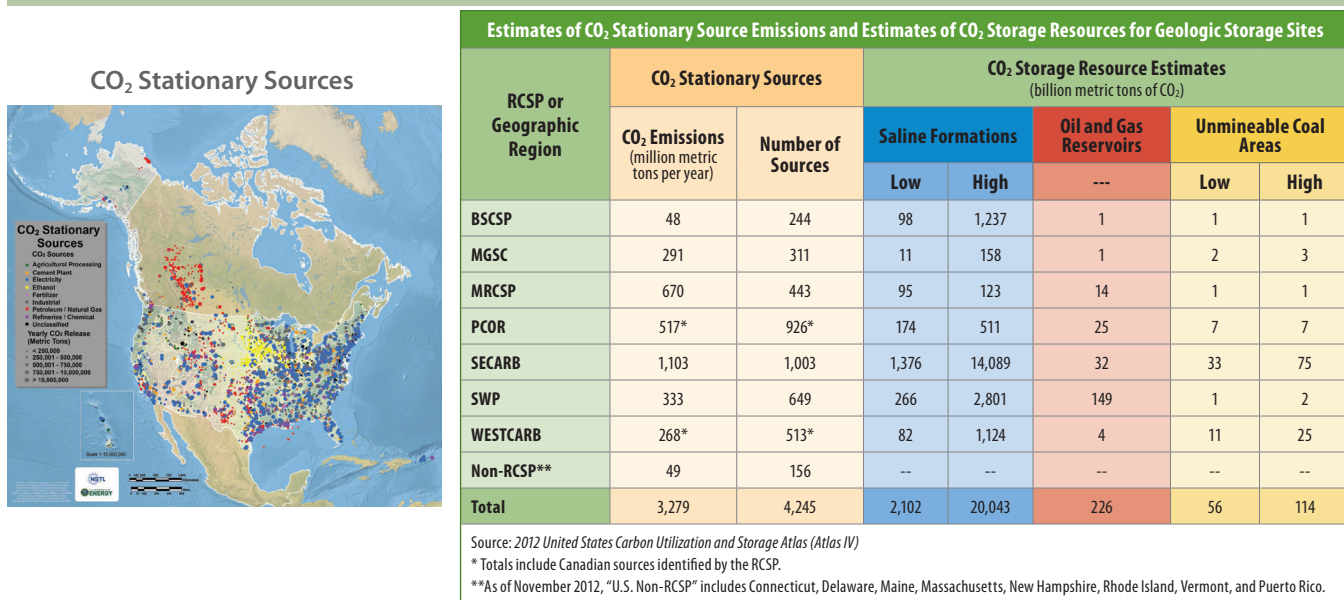 CO₂ Stationary Sources
CO₂ Stationary
Sources
CO₂ Sources
Agricultural Processing
Cement Plant
Electricity
Ethanol
Fertilizer
Industrial
Petroleum / Natural Gas
Refineries / Chemical
Unclassified
Yearly CO₂ Release
(Metric Tons)
< 250,000
250,001 - 500,000
500,001 - 750,000
750,001 - 10,000,000
> 10,000,000
NETL
ENERGY
Estimates of CO₂ Stationary Source Emissions and Estimates of CO₂ Storage Resources for Geologic Storage Sites
RCSP or
Geographic
Region
CO₂ Stationary Sources
CO₂ Storage Resource Estimates
(billion metric tons of CO₂)
CO₂ Emissions
(million metric
tons per year)
Number of
Sources
Saline Formations
Oil and Gas
Reservoirs
Unmineable Coal
Areas
Low High --- Low High
BSCSP 48 244 98 1,237 1 1 1
MGSC 291 311 11 158 1 2 3
MRCSP 670 443 95 123 14 1 1
PCOR 517* 926* 174 511 25 7 7
SECARB 1,103 1,003 1,376 14,089 32 33 75
SWP 333 649 266 2,801 149 1 2
WESTCARB 268* 513* 82 1,124 4 11 25
Non-RCSP** 49 156 -- -- -- -- --
Total 3,279 4,245 2,102 20,043 226 56 114
Source: 2012 United States Carbon Utilization and Storage Atlas (Atlas IV)
* Totals include Canadian sources identified by the RCSP.
**As of November 2012, “U.S. Non-RCSP” includes Connecticut, Delaware, Maine, Massachusetts, New Hampshire, Rhode Island, Vermont, and Puerto Rico.